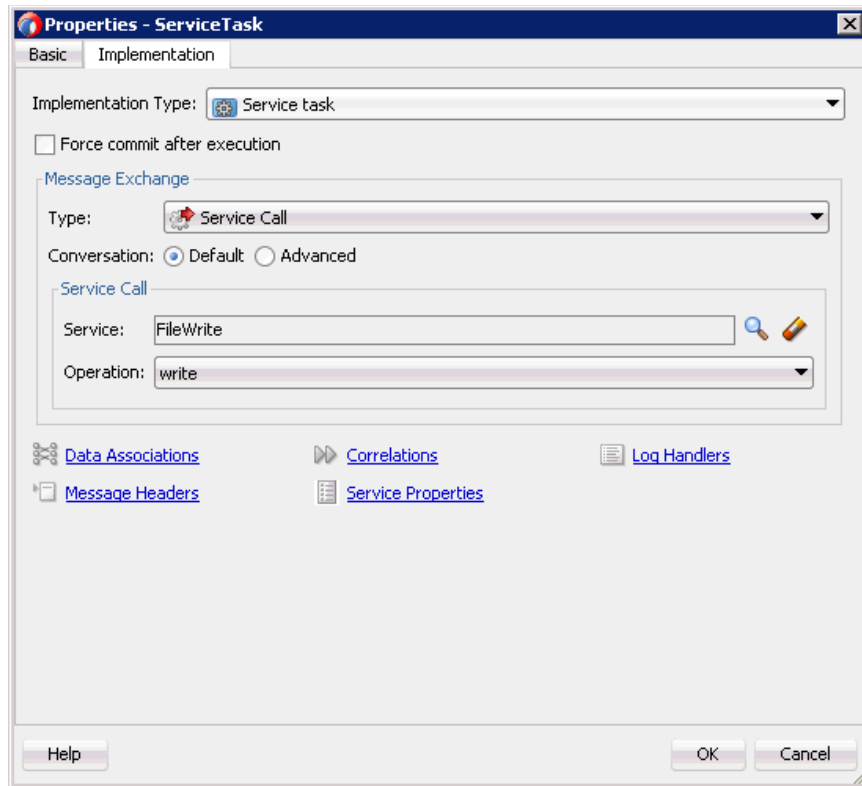 Properties - ServiceTask
Basic Implementation
Implementation Type: Service task
Force commit after execution
Message Exchange
Type: Service Call
Conversation: Default Advanced
Service Call
Service: FileWrite
Operation: write
Data Associations Correlations Log Handlers
Message Headers Service Properties
Help OK Cancel